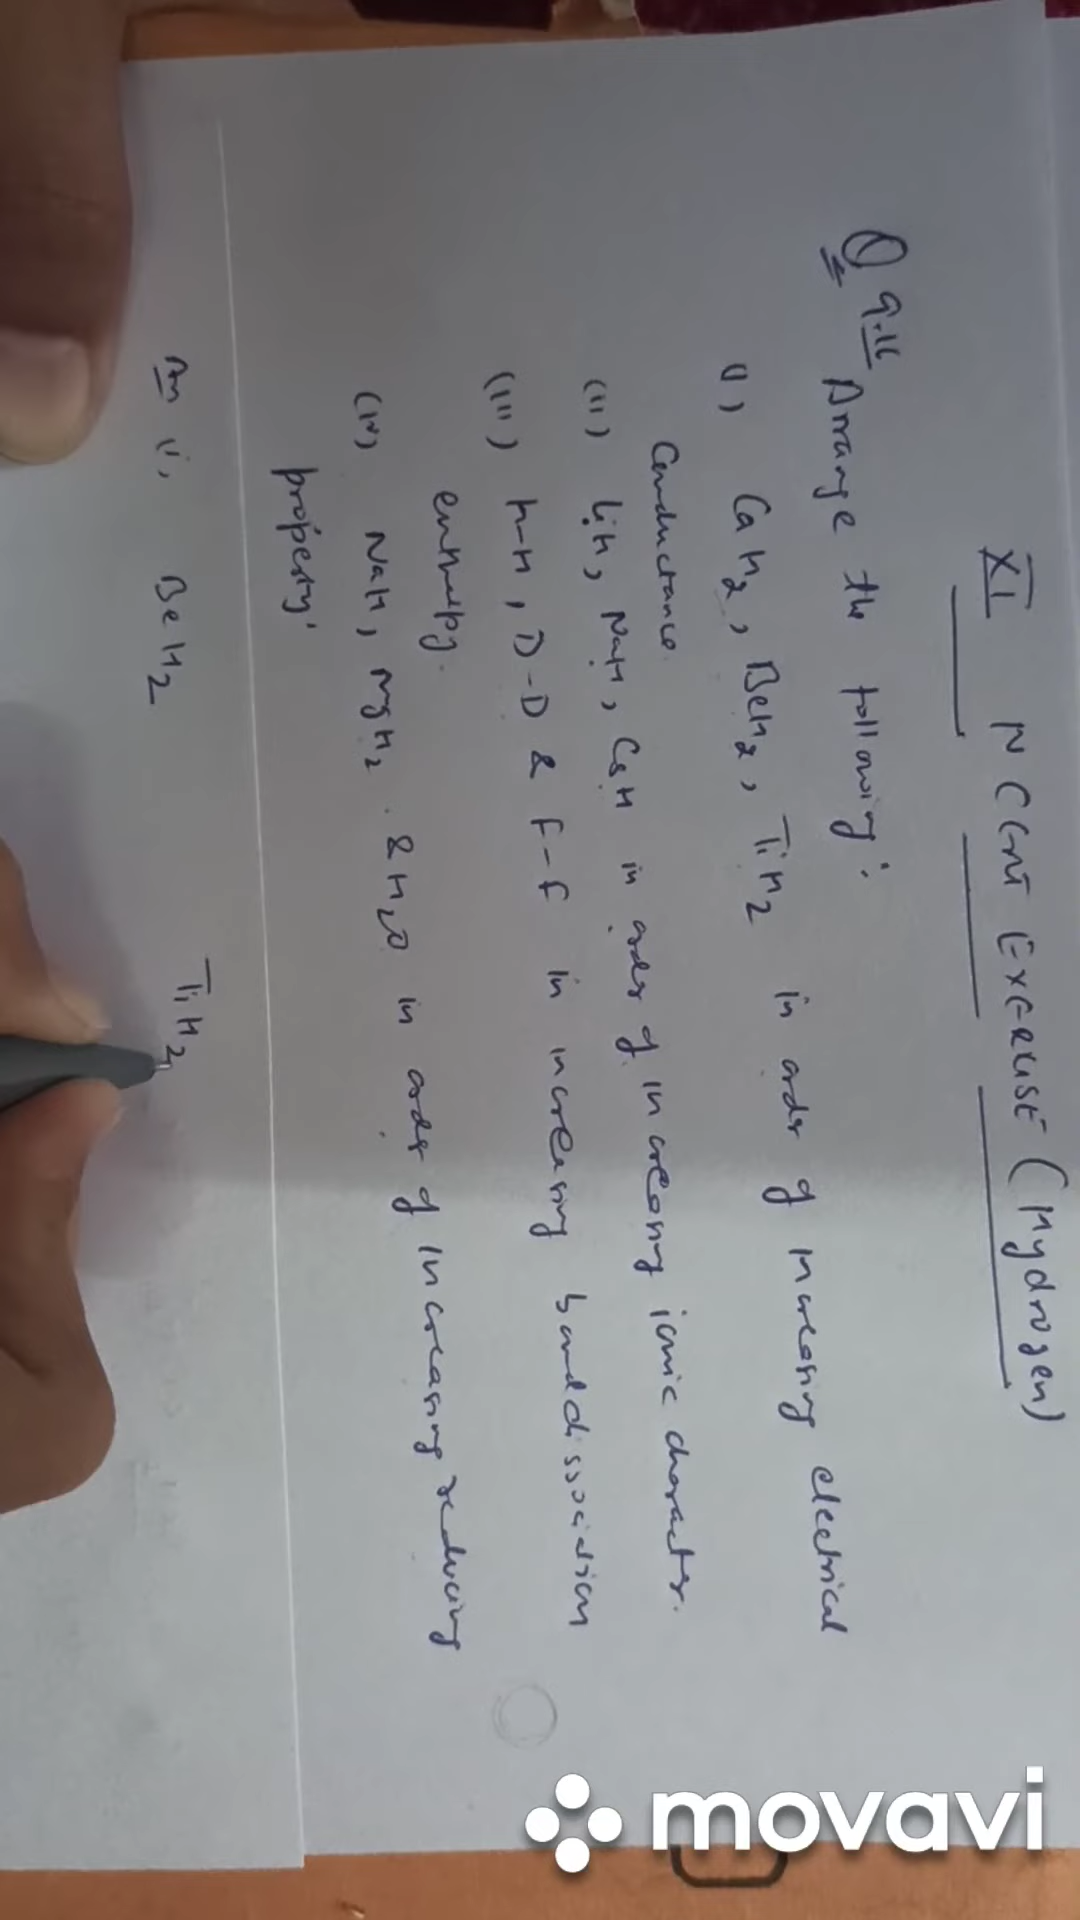 XI NCERT EXERCISE (Hydrogen)
Q 9.16 Arrange the following:
(i) CaH2, BeH2, TiH2 in order of increasing electrical
Conductance.
(ii) LiH, NaH, CsH in order of increasing ionic character.
(iii) H-H, D-D & F-F in increasing bond dissociation
enthalpy.
(iv) NaH, MgH2 & H2O in order of increasing reducing
property.
Ans i, BeH2 TiH2
movavi